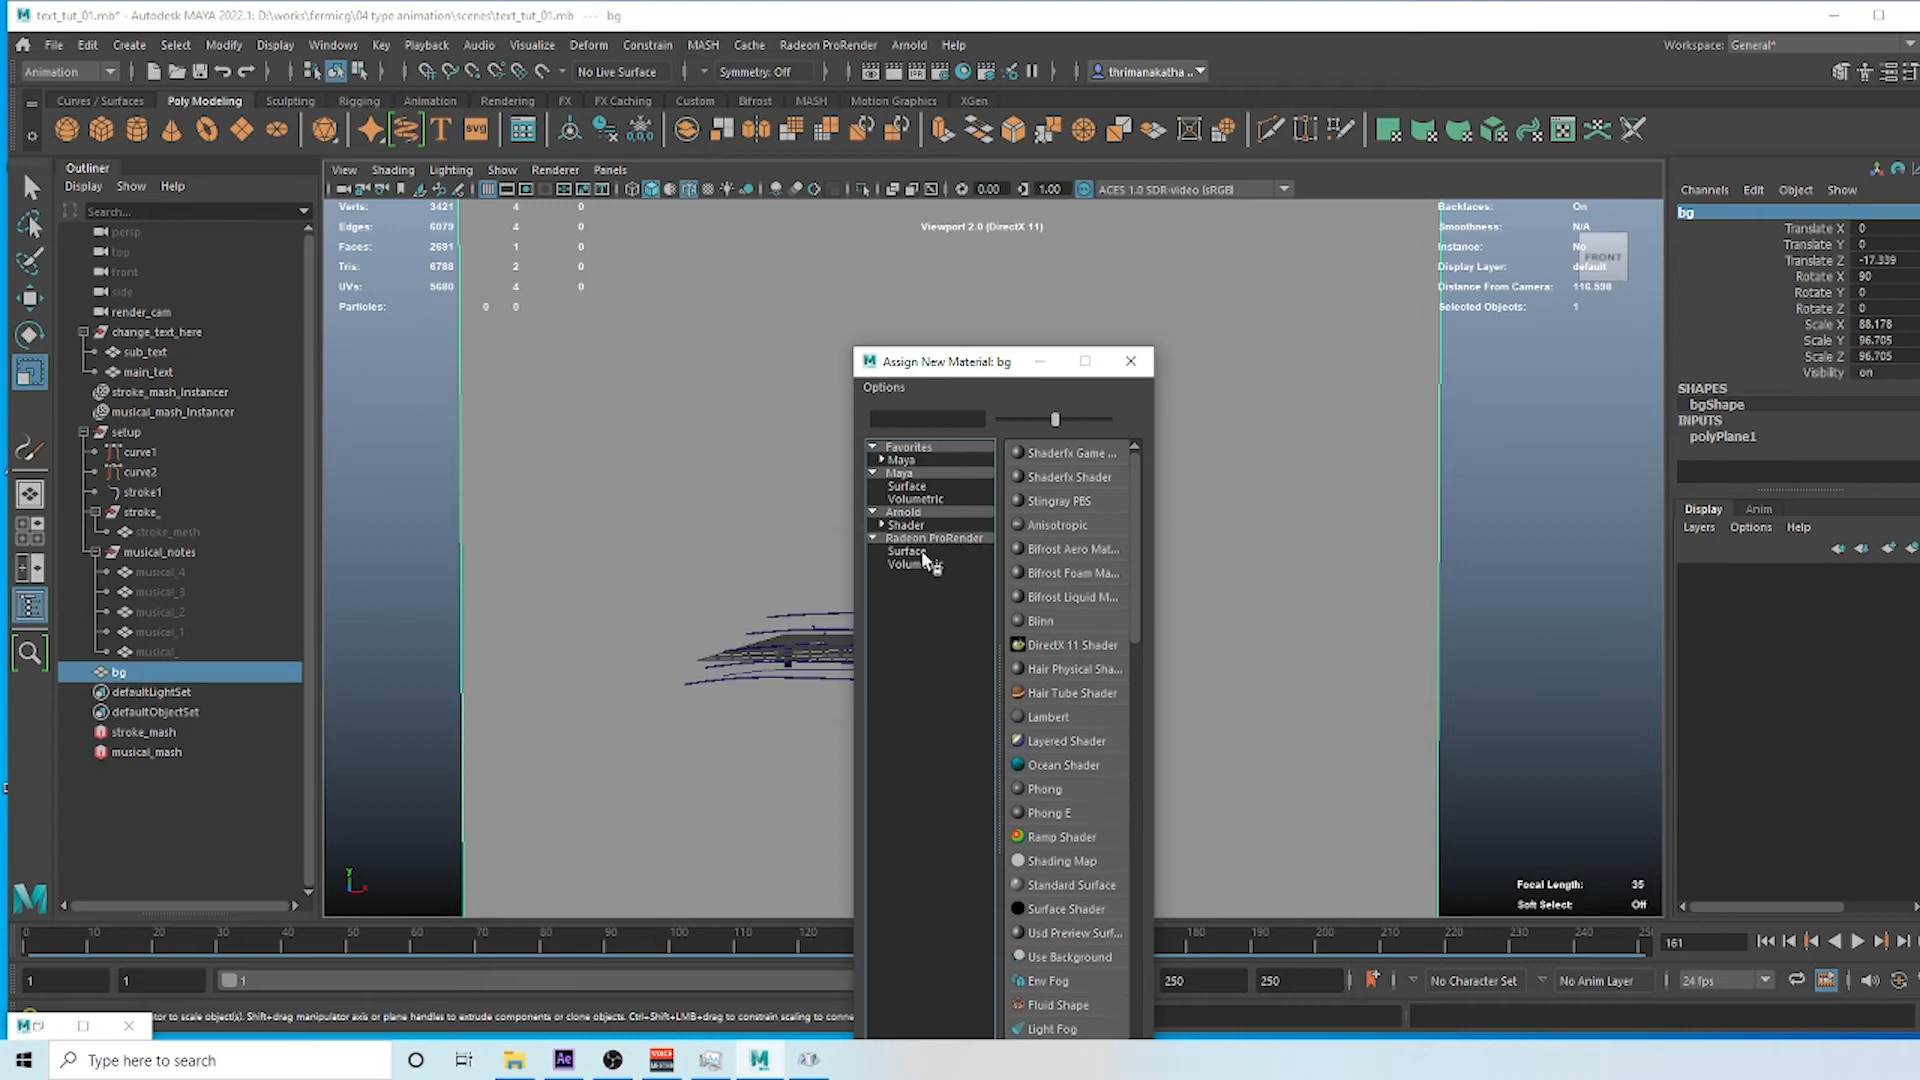 text_tut_01.mb* - Autodesk MAYA 2022.1: D:\works\fermicg\04 type animation\scenes\text_tut_01.mb --- bg
File Edit Create Select Modify Display Windows Key Playback Audio Visualize Deform Constrain MASH Cache Radeon ProRender Arnold Help Workspace: General*
Animation No Live Surface Symmetry: Off thrimanakatha ..
Curves / Surfaces Poly Modeling Sculpting Rigging Animation Rendering FX FX Caching Custom Bifrost MASH Motion Graphics XGen
T svg
Outliner
Display Show Help
Search...
persp
top
front
side
render_cam
change_text_here
sub_text
main_text
stroke_mash_Instancer
musical_mash_Instancer
setup
curve1
curve2
stroke1
stroke_
stroke_mesh
musical_notes
musical_4
musical_3
musical_2
musical_1
musical_
bg
defaultLightSet
defaultObjectSet
stroke_mash
musical_mash
View Shading Lighting Show Renderer Panels
0.00 1.00 ACES 1.0 SDR-video (sRGB)
Verts: 3421 4 0
Edges: 6079 4 0
Faces: 2691 1 0
Tris: 6788 2 0
UVs: 5680 4 0
Particles: 0 0
Viewport 2.0 (DirectX 11)
Backfaces: On
Smoothness: N/A
Instance: No
Display Layer: default
Distance From Camera: 116.598
Selected Objects: 1
FRONT
Focal Length: 35
Soft Select: Off
y
x
Assign New Material: bg
Options
Favorites
Maya
Maya
Surface
Volumetric
Arnold
Shader
Radeon ProRender
Surface
Shaderfx Game ...
Shaderfx Shader
Stingray PBS
Anisotropic
Bifrost Aero Mat...
Bifrost Foam Ma...
Bifrost Liquid M...
Blinn
DirectX 11 Shader
Hair Physical Sha...
Hair Tube Shader
Lambert
Layered Shader
Ocean Shader
Phong
Phong E
Ramp Shader
Shading Map
Standard Surface
Surface Shader
Usd Preview Surf...
Use Background
Env Fog
Fluid Shape
Light Fog
Channels Edit Object Show
bg
Translate X 0
Translate Y 0
Translate Z -17.339
Rotate X 90
Rotate Y 0
Rotate Z 0
Scale X 88.178
Scale Y 96.705
Scale Z 96.705
Visibility on
SHAPES
bgShape
INPUTS
polyPlane1
Display Anim
Layers Options Help
0 10 20 30 40 50 60 70 80 90 100 110 120 180 190 200 210 220 230 240 161
1 1 1 250 250 No Character Set No Anim Layer 24 fps
tor to scale object(s). Shift+drag manipulator axis or plane handles to extrude components or clone objects. Ctrl+Shift+LMB+drag to constrain scaling to conne
Type here to search
Ae